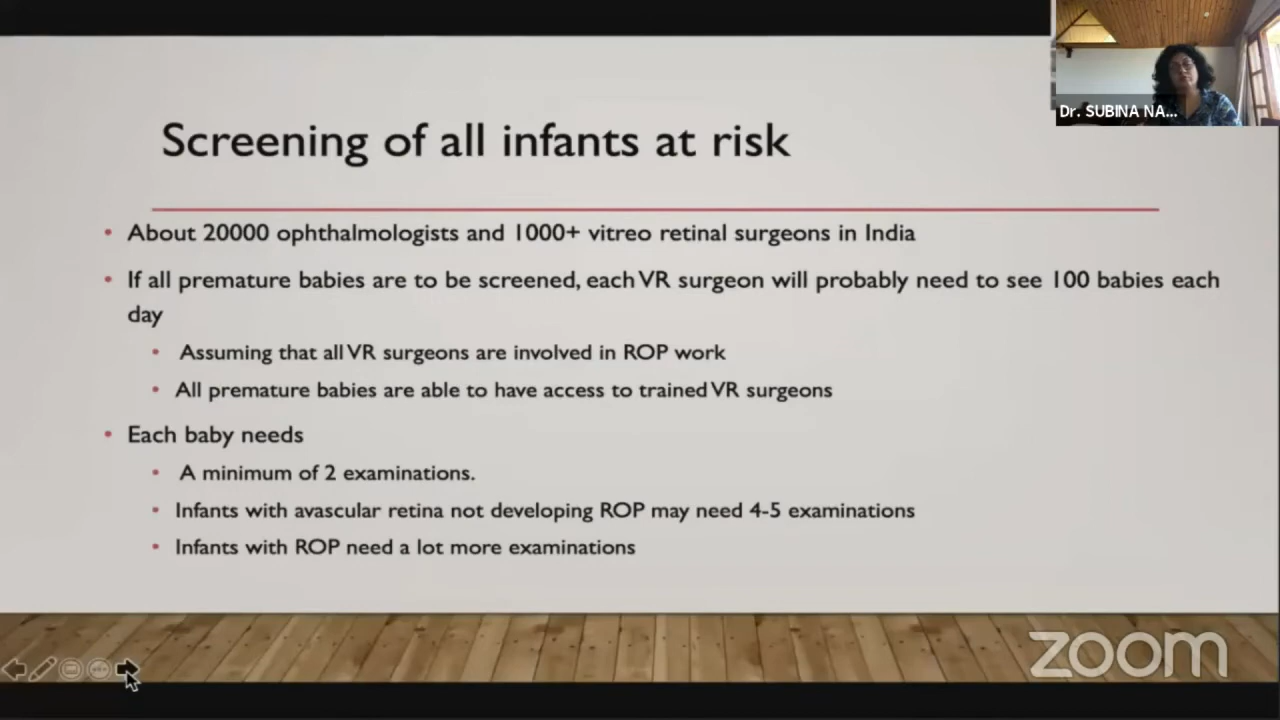 Dr. SUBINA NA...
Screening of all infants at risk
• About 20000 ophthalmologists and 1000+ vitreo retinal surgeons in India
• If all premature babies are to be screened, each VR surgeon will probably need to see 100 babies each
day
• Assuming that all VR surgeons are involved in ROP work
• All premature babies are able to have access to trained VR surgeons
• Each baby needs
• A minimum of 2 examinations.
• Infants with avascular retina not developing ROP may need 4-5 examinations
• Infants with ROP need a lot more examinations
zoom